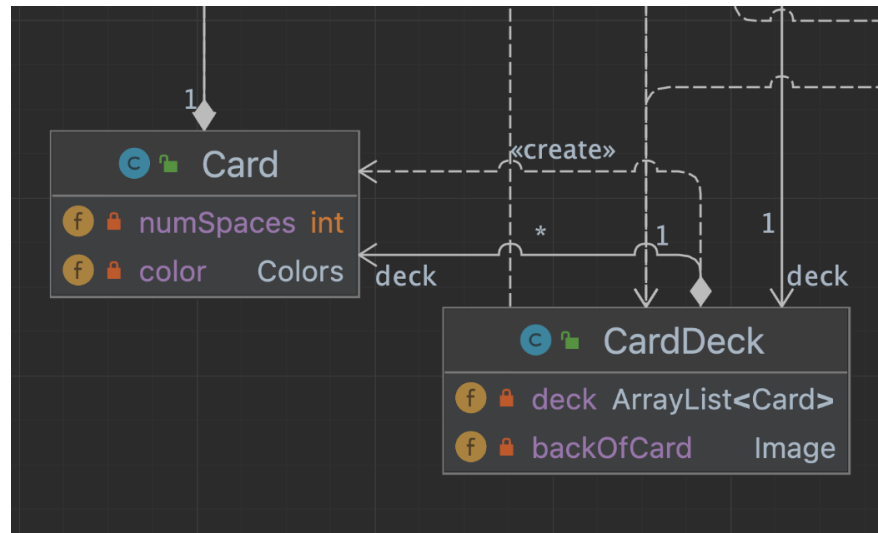 1
C Card
«create»
f numSpaces int
* 1 1
f color Colors
deck deck
C CardDeck
f deck ArrayList<Card>
f backOfCard Image